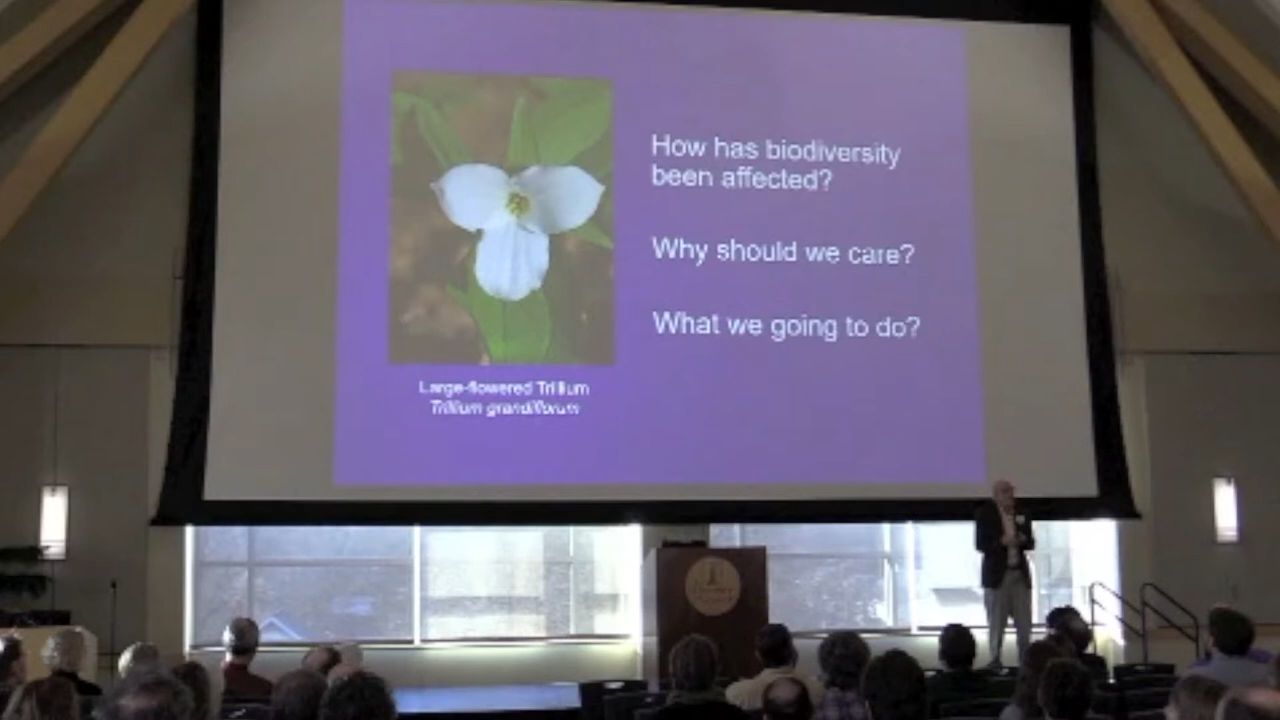 How has biodiversity
been affected?
Why should we care?
What we going to do?
Large-flowered Trillium
Trillium grandiflorum